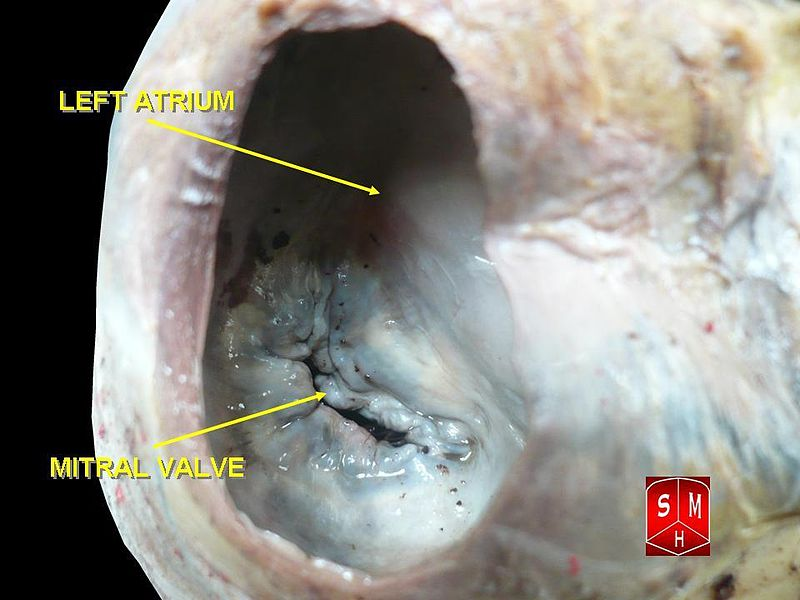 LEFT ATRIUM
MITRAL VALVE
S M
H